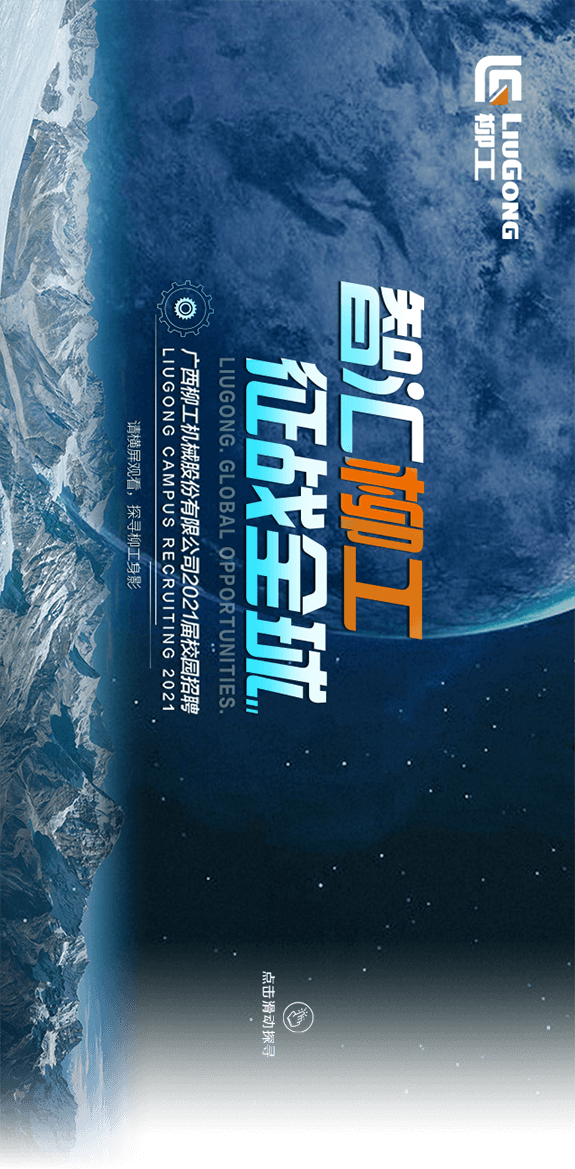 LIUGONG
柳工
智汇柳工
征战全球
LIUGONG. GLOBAL OPPORTUNITIES.
广西柳工机械股份有限公司2021届校园招聘
LIUGONG CAMPUS RECRUITING 2021
请横屏观看，探寻柳工身影
点击滑动探寻